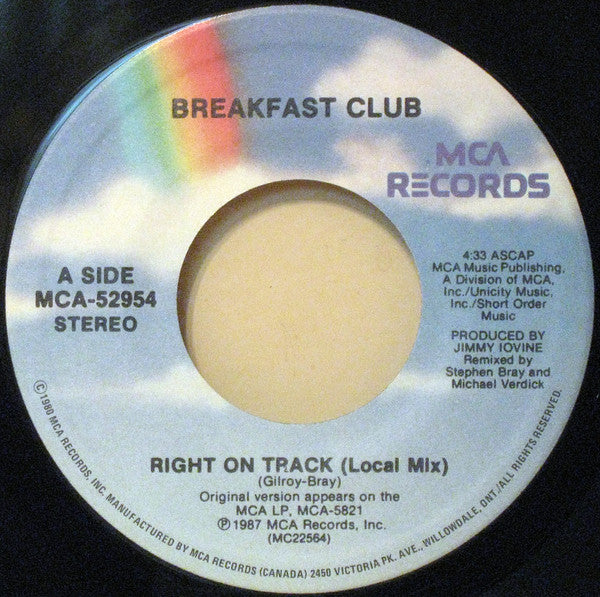 BREAKFAST CLUB
MCA
RECORDS
A SIDE
MCA-52954
STEREO
4:33 ASCAP
MCA Music Publishing,
A Division of MCA,
Inc./Unicity Music,
Inc./Short Order
Music
PRODUCED BY
JIMMY IOVINE
Remixed by
Stephen Bray and
Michael Verdick
RIGHT ON TRACK (Local Mix)
(Gilroy-Bray)
Original version appears on the
MCA LP, MCA-5821
Ⓟ1987 MCA Records, Inc.
(MC22564)
©1980 MCA RECORDS, INC. MANUFACTURED BY MCA RECORDS (CANADA) 2450 VICTORIA PK. AVE., WILLOWDALE, ONT./ALL RIGHTS RESERVED.